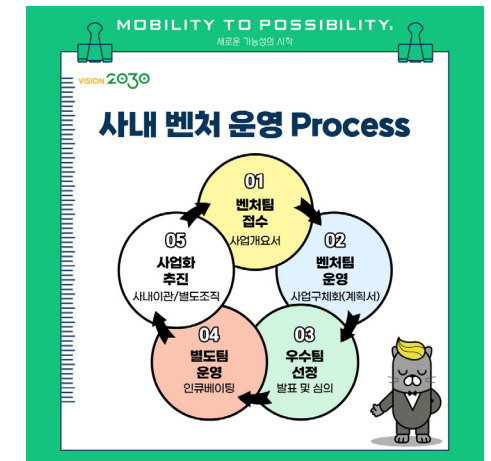 MOBILITY TO POSSIBILITY.
새로운 가능성의 시작
VISION 2030
사내 벤처 운영 Process
01
벤처팀
접수
사업개요서
02
벤처팀
운영
사업구체화(계획서)
03
우수팀
선정
발표 및 심의
04
별도팀
운영
인큐베이팅
05
사업화
추진
사내이관/별도조직